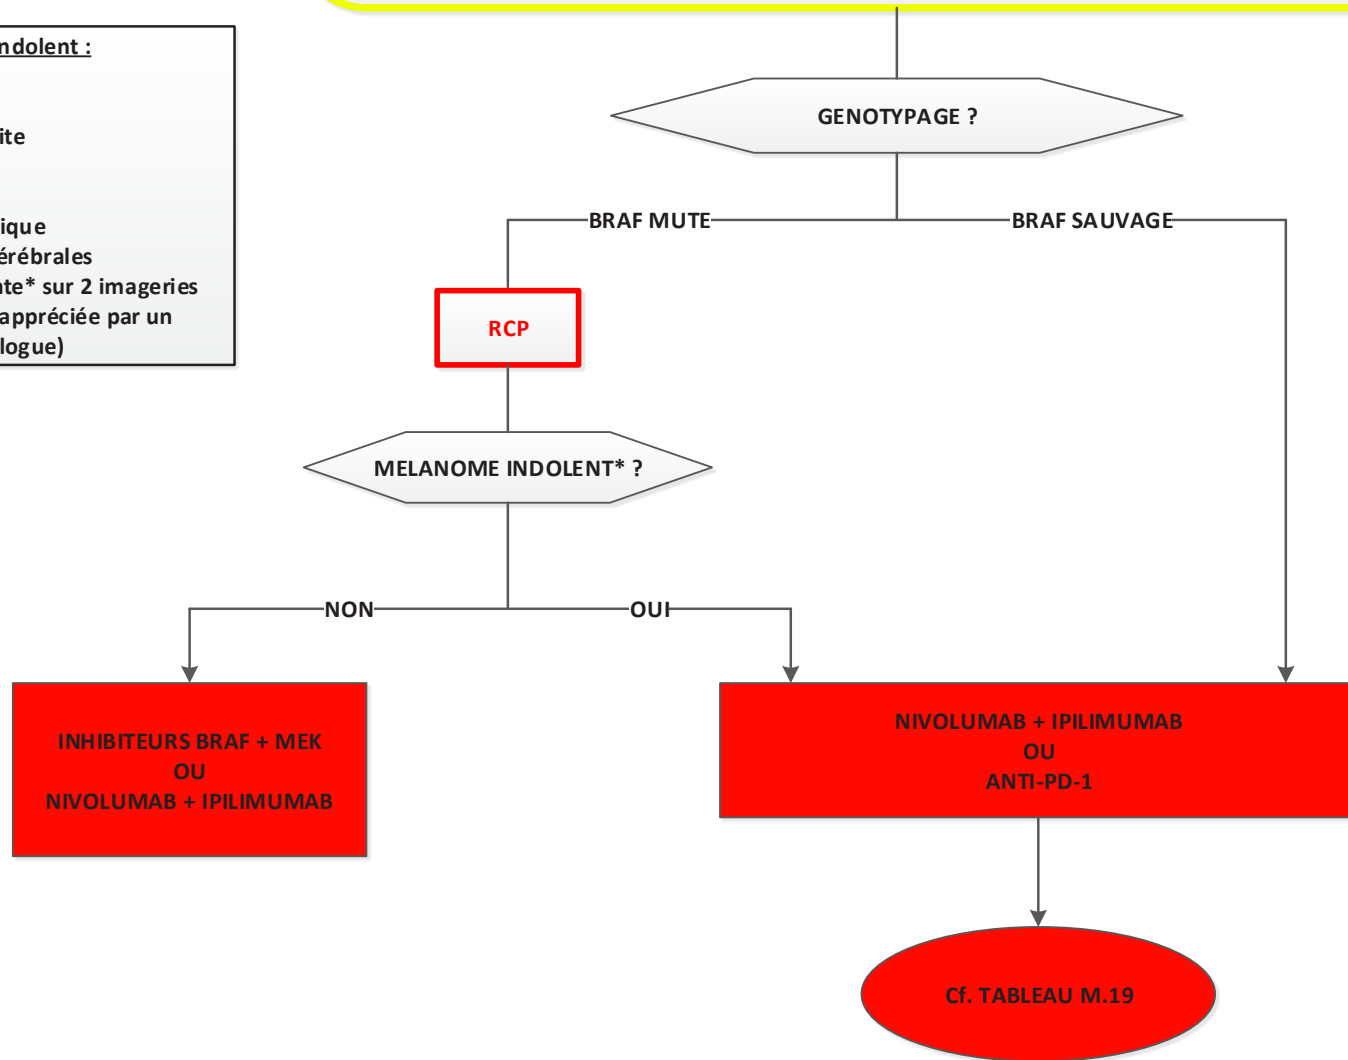 ndolent :
ite
ique
érébrales
nte* sur 2 imageries
appréciée par un
logue)
GENOTYPAGE ?
BRAF MUTE
BRAF SAUVAGE
RCP
MELANOME INDOLENT* ?
NON
OUI
INHIBITEURS BRAF + MEK
OU
NIVOLUMAB + IPILIMUMAB
NIVOLUMAB + IPILIMUMAB
OU
ANTI-PD-1
Cf. TABLEAU M.19